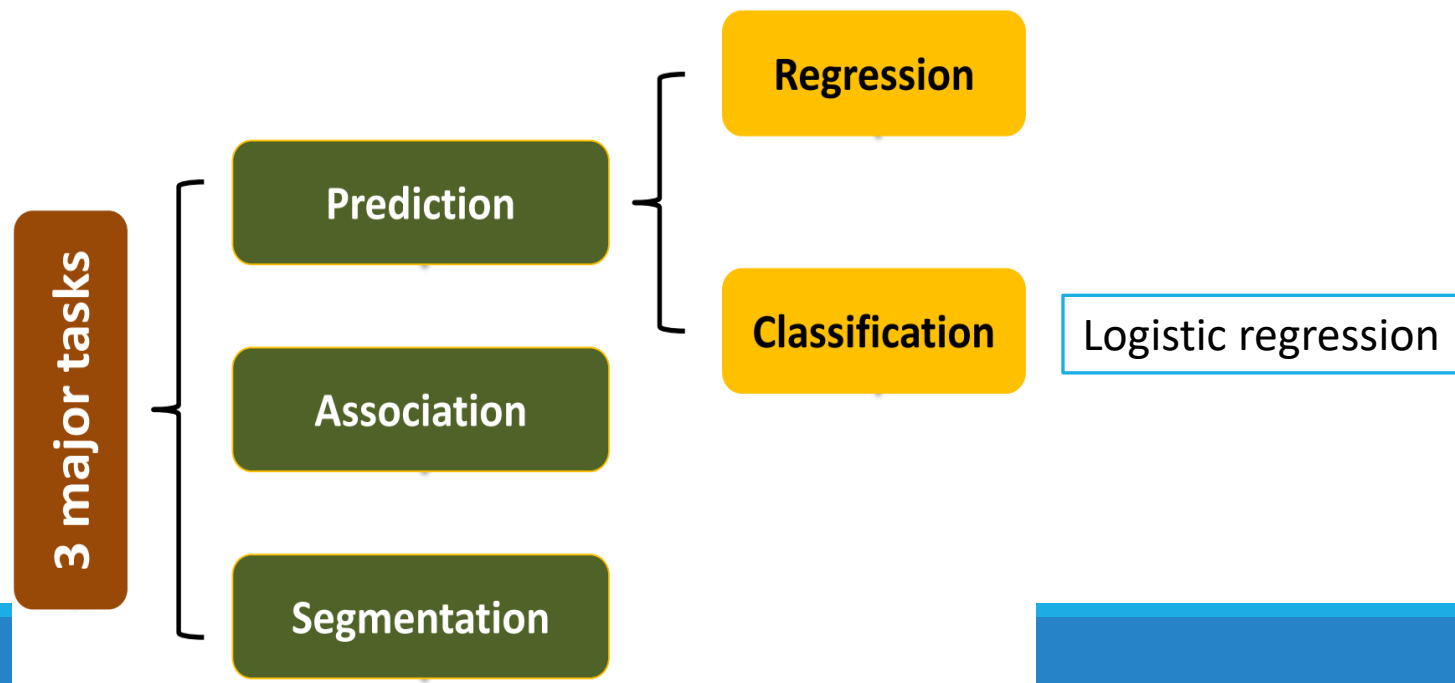 3 major tasks
Prediction
Association
Segmentation
Regression
Classification
Logistic regression